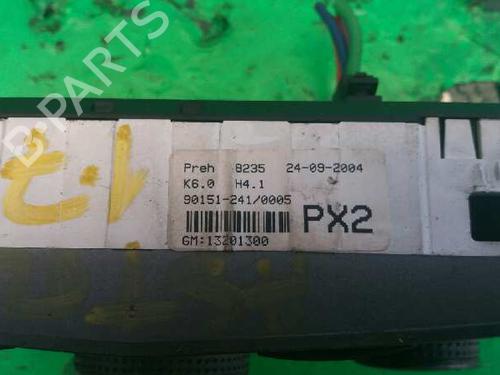 B-PARTS
Preh 8235 24-09-2004
K6.0 H4.1
90151-241/0005
PX2
GM:13201300